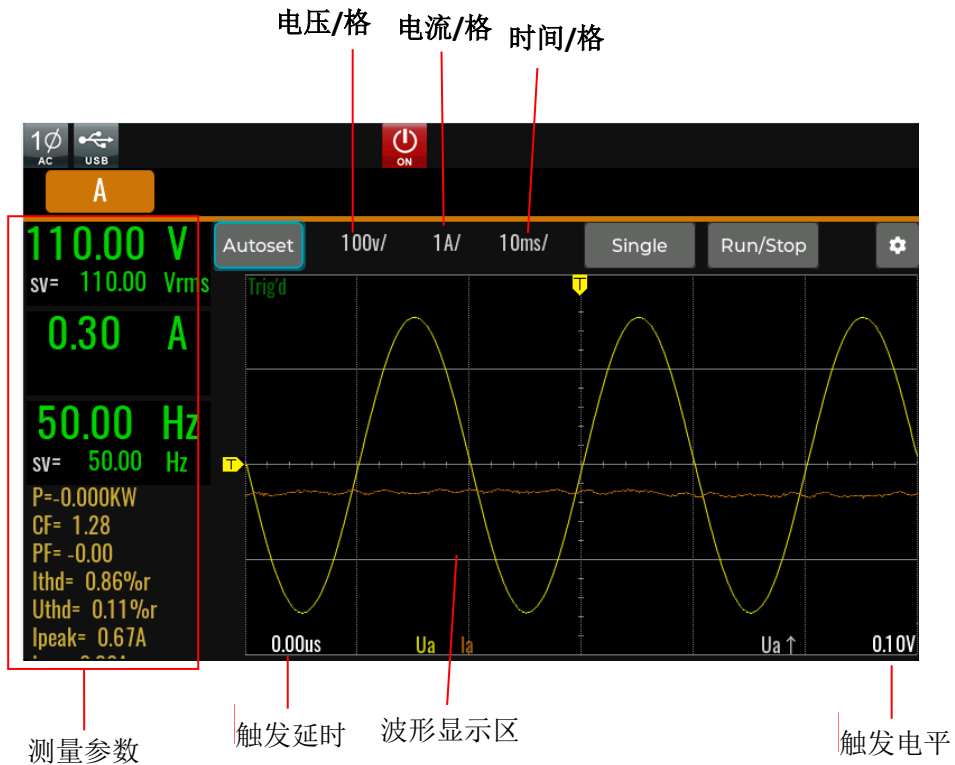 电压/格 电流/格 时间/格
1Ø
AC
USB
ON
A
110.00 V
sv= 110.00 Vrms
0.30 A
50.00 Hz
sv= 50.00 Hz
P=-0.000KW
CF= 1.28
PF= -0.00
Ithd= 0.86%r
Uthd= 0.11%r
Ipeak= 0.67A
Autoset 100v/ 1A/ 10ms/ Single Run/Stop
Trig'd
T
T
0.00us Ua Ia Ua↑ 0.10V
测量参数
触发延时
波形显示区
触发电平